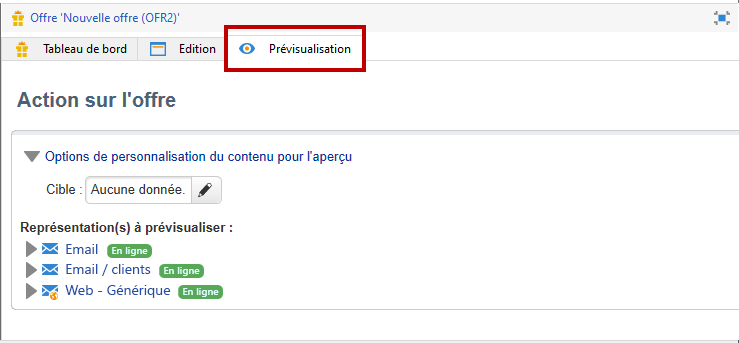 Offre 'Nouvelle offre (OFR2)'
Tableau de bord Edition Prévisualisation
Action sur l'offre
Options de personnalisation du contenu pour l'aperçu
Cible : Aucune donnée.
Représentation(s) à prévisualiser :
Email En ligne
Email / clients En ligne
Web - Générique En ligne